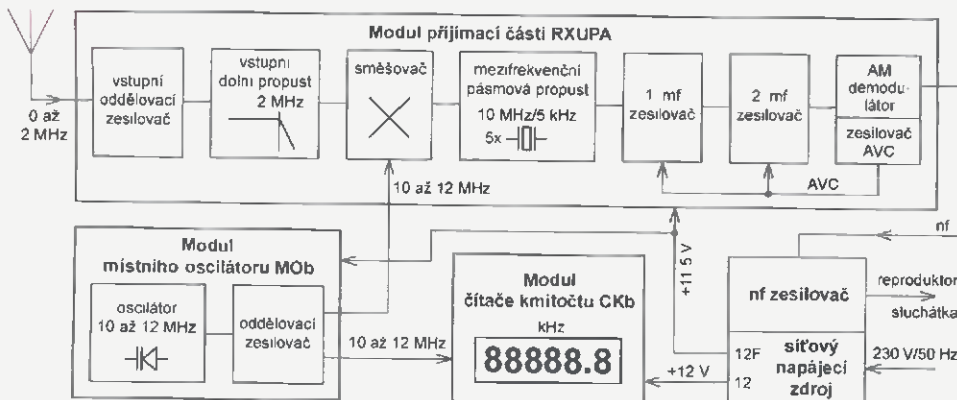 Modul přijímací části RXUPA
0 až
2 MHz
vstupní
oddělovací
zesilovač
vstupní
dolní propust
2 MHz
směšovač
mezifrekvenční
pásmová propust
10 MHz/5 kHz
5x
1 mf
zesilovač
2 mf
zesilovač
AM
demodu-
látor
zesilovač
AVC
AVC
10 až 12 MHz
Modul
místního oscilátoru MOb
oscilátor
10 až 12 MHz
oddělovací
zesilovač
10 až 12 MHz
Modul
čítače kmitočtu CKb
kHz
88888.8
+11 5 V
+12 V
nf
nf zesilovač
reproduktor
sluchátka
12F
12
síťový
napájecí
zdroj
230 V/50 Hz